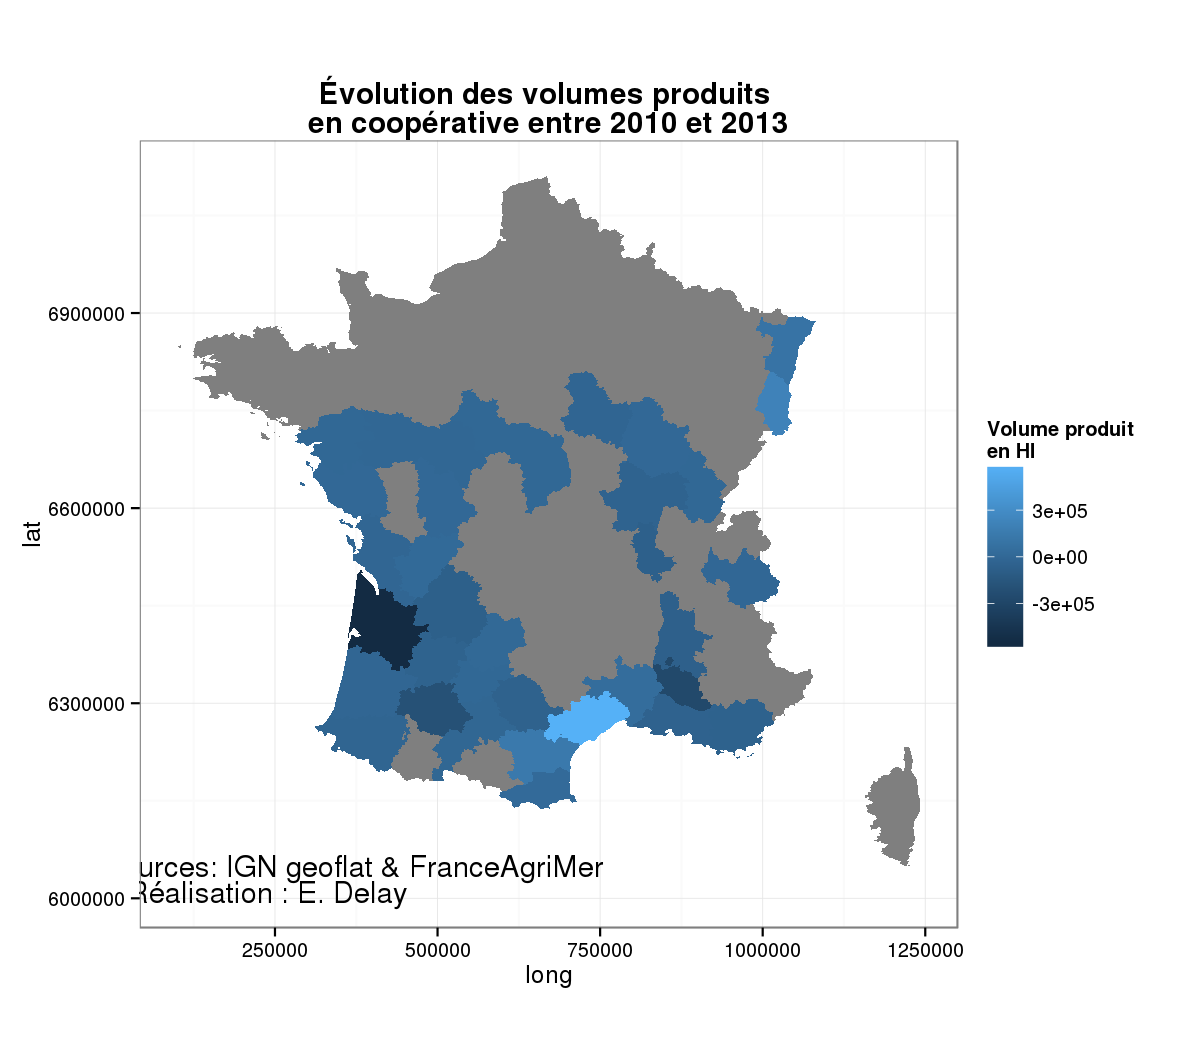 Évolution des volumes produits
en coopérative entre 2010 et 2013
lat
6900000
6600000
6300000
6000000
urces: IGN geoflat & FranceAgriMer
Réalisation : E. Delay
250000
500000
750000
1000000
1250000
long
Volume produit
en Hl
3e+05
0e+00
-3e+05